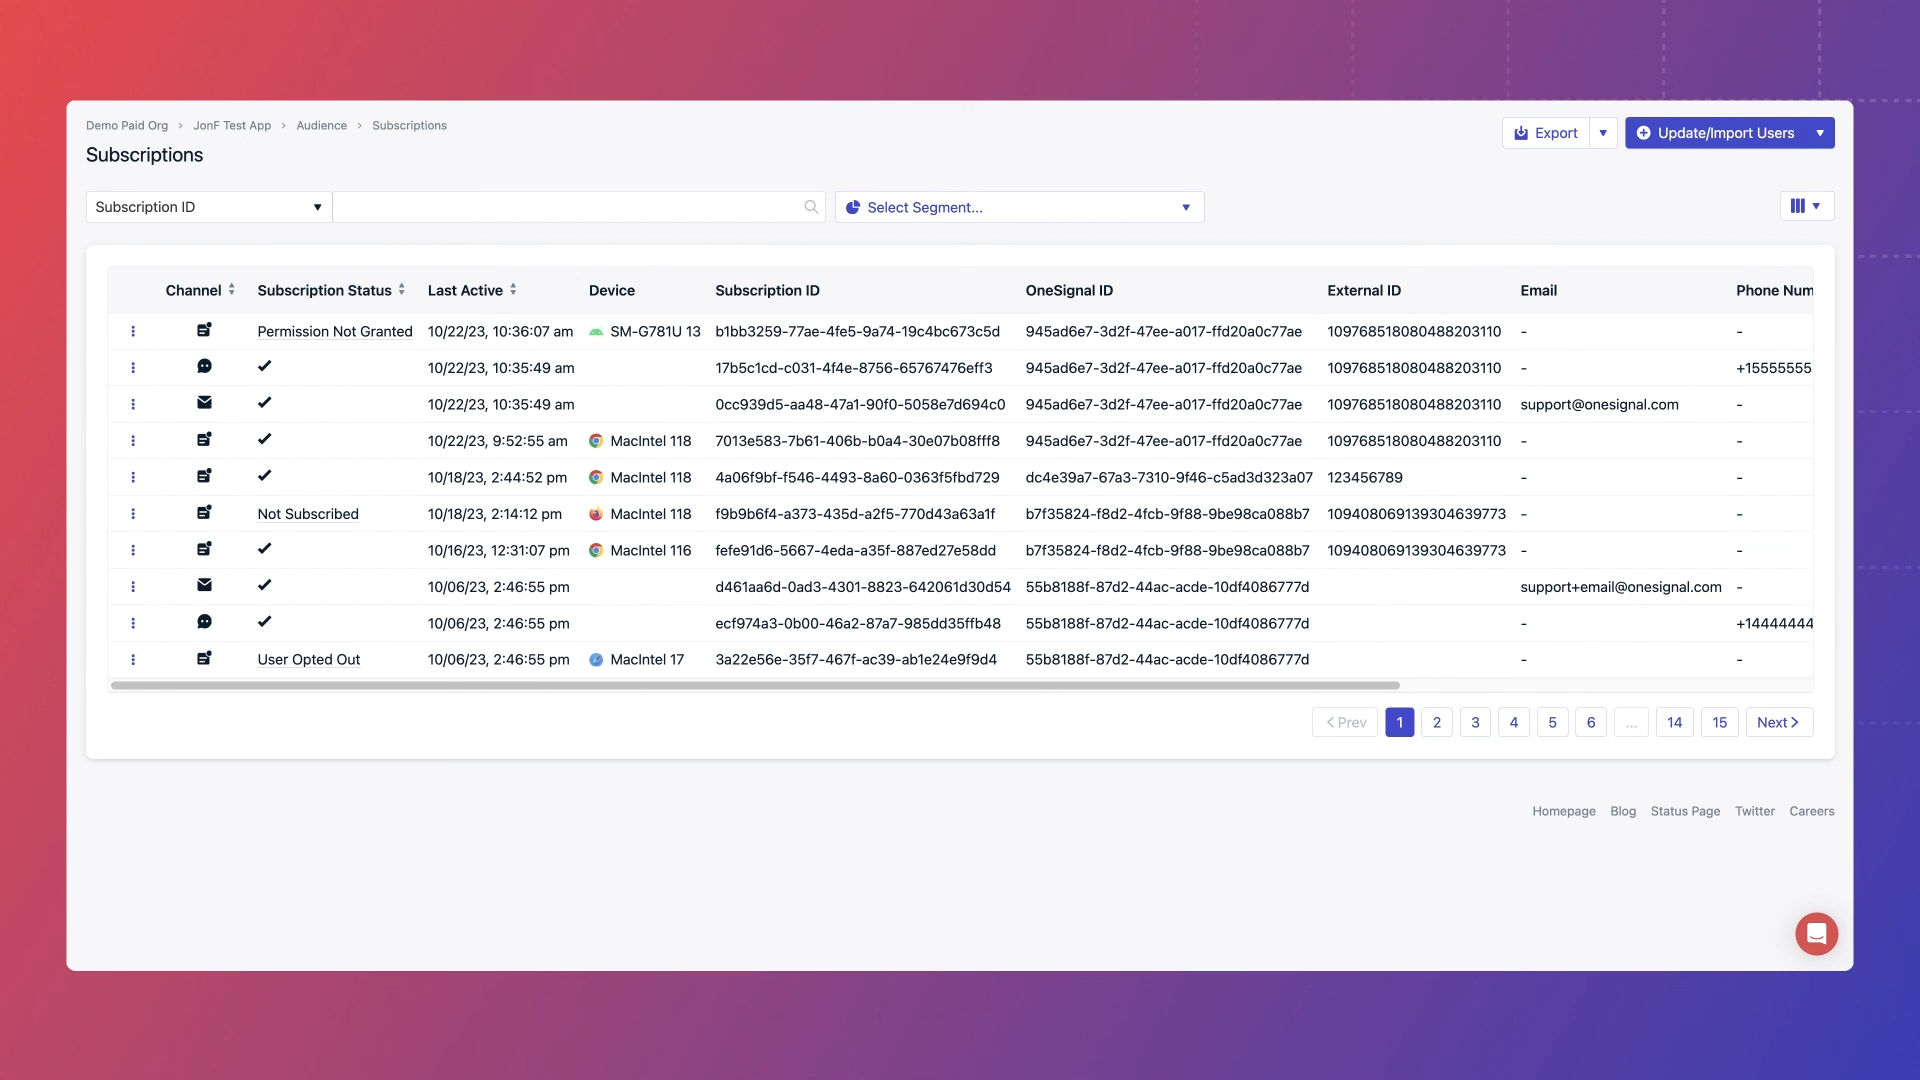 Demo Paid Org > JonF Test App > Audience > Subscriptions
Subscriptions
Export
Update/Import Users
Subscription ID
Select Segment...
Channel Subscription Status Last Active Device Subscription ID OneSignal ID External ID Email Phone Num
Permission Not Granted 10/22/23, 10:36:07 am SM-G781U 13 b1bb3259-77ae-4fe5-9a74-19c4bc673c5d 945ad6e7-3d2f-47ee-a017-ffd20a0c77ae 109768518080488203110 - -
10/22/23, 10:35:49 am 17b5c1cd-c031-4f4e-8756-65767476eff3 945ad6e7-3d2f-47ee-a017-ffd20a0c77ae 109768518080488203110 - +15555555
10/22/23, 10:35:49 am 0cc939d5-aa48-47a1-90f0-5058e7d694c0 945ad6e7-3d2f-47ee-a017-ffd20a0c77ae 109768518080488203110 support@onesignal.com -
10/22/23, 9:52:55 am MacIntel 118 7013e583-7b61-406b-b0a4-30e07b08fff8 945ad6e7-3d2f-47ee-a017-ffd20a0c77ae 109768518080488203110 - -
10/18/23, 2:44:52 pm MacIntel 118 4a06f9bf-f546-4493-8a60-0363f5fbd729 dc4e39a7-67a3-7310-9f46-c5ad3d323a07 123456789 - -
Not Subscribed 10/18/23, 2:14:12 pm MacIntel 118 f9b9b6f4-a373-435d-a2f5-770d43a63a1f b7f35824-f8d2-4fcb-9f88-9be98ca088b7 109408069139304639773 - -
10/16/23, 12:31:07 pm MacIntel 116 fefe91d6-5667-4eda-a35f-887ed27e58dd b7f35824-f8d2-4fcb-9f88-9be98ca088b7 109408069139304639773 - -
10/06/23, 2:46:55 pm d461aa6d-0ad3-4301-8823-642061d30d54 55b8188f-87d2-44ac-acde-10df4086777d support+email@onesignal.com -
10/06/23, 2:46:55 pm ecf974a3-0b00-46a2-87a7-985dd35ffb48 55b8188f-87d2-44ac-acde-10df4086777d - +14444444
User Opted Out 10/06/23, 2:46:55 pm MacIntel 17 3a22e56e-35f7-467f-ac39-ab1e24e9f9d4 55b8188f-87d2-44ac-acde-10df4086777d - -
< Prev 1 2 3 4 5 6 ... 14 15 Next >
Homepage Blog Status Page Twitter Careers